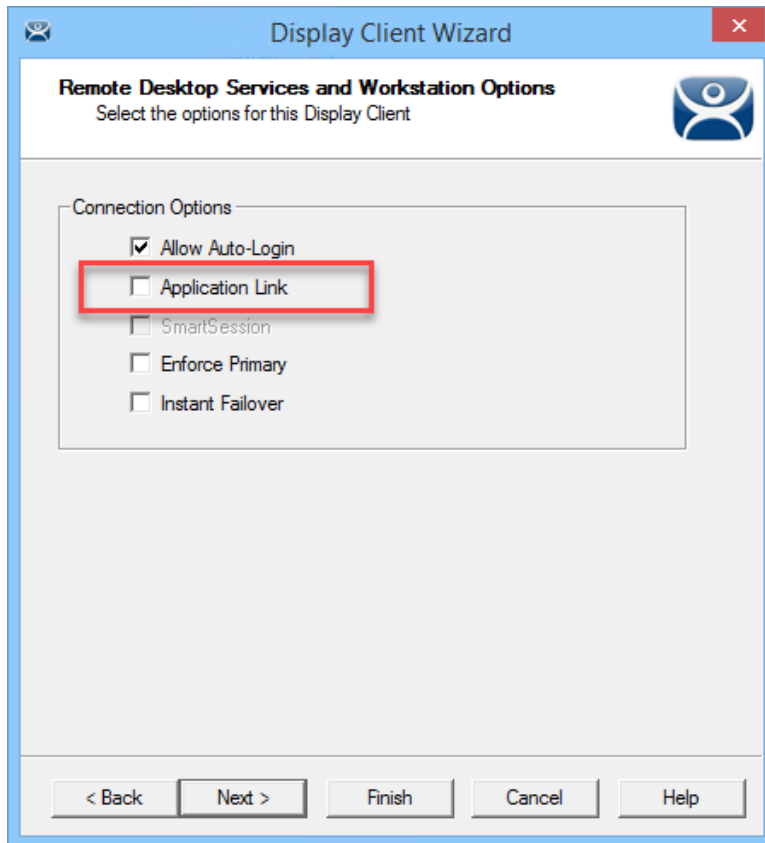 Display Client Wizard
Remote Desktop Services and Workstation Options
Select the options for this Display Client
Connection Options
Allow Auto-Login
Application Link
SmartSession
Enforce Primary
Instant Failover
< Back Next > Finish Cancel Help